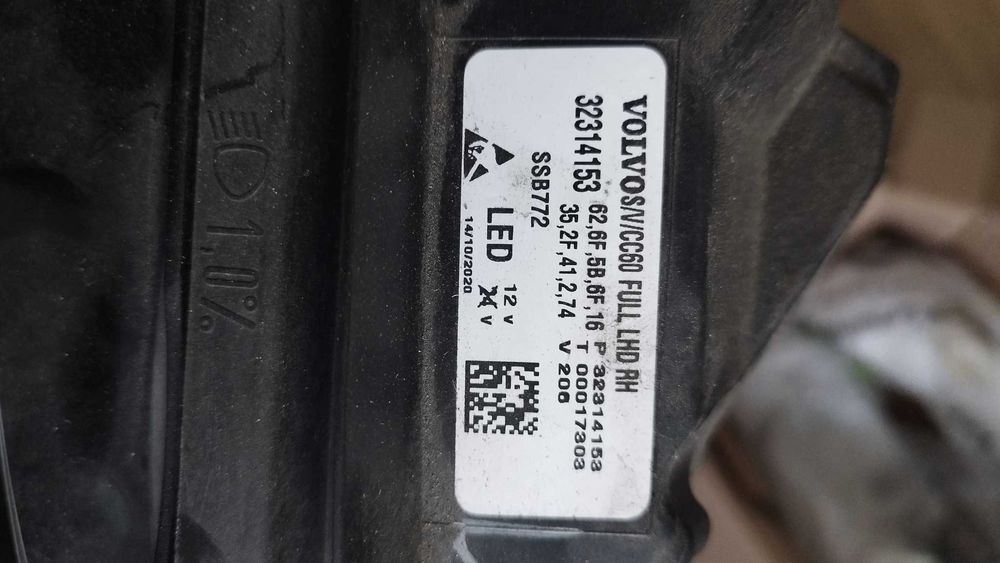 VOLVO S/V/CC60 FULL LHD RH
32314153 62,6F,5B,6F,16 P 32314153
35,2F,41,2,74 T 00017303
SSB772 V 206
LED 12 V
24 V
14/10/2020
1,0%